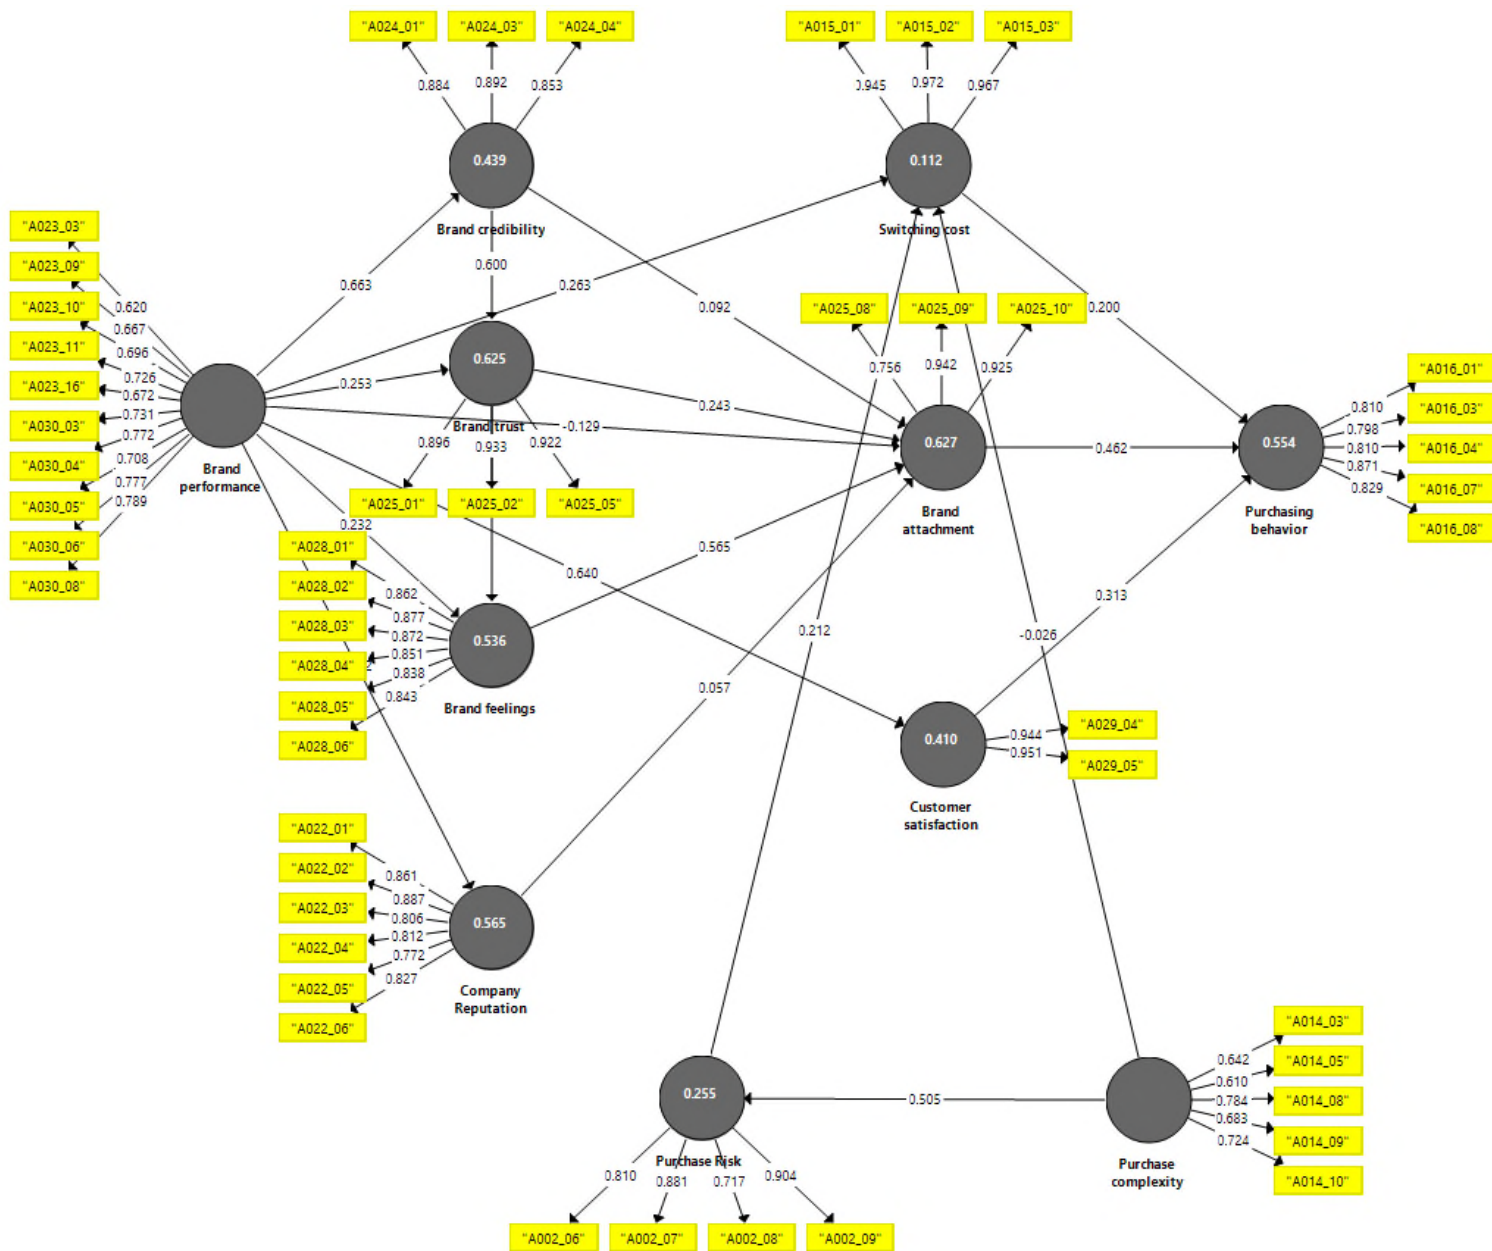 "A024_01"
"A024_03"
"A024_04"
"A015_01"
"A015_02"
"A015_03"
0.884
0.892
0.853
0.945
0.972
0.967
0.439
Brand credibility
0.112
Switching cost
"A023_03"
"A023_09"
"A023_10"
"A023_11"
"A023_16"
"A030_03"
"A030_04"
"A030_05"
"A030_06"
"A030_08"
0.620
0.667
0.696
0.726
0.672
0.731
0.772
0.708
0.777
0.789
Brand
performance
0.663
0.600
0.263
0.092
0.200
0.253
0.625
Brand trust
0.243
-0.129
0.896
0.933
0.922
"A025_01"
"A025_02"
"A025_05"
"A025_08"
"A025_09"
"A025_10"
0.756
0.942
0.925
0.627
Brand
attachment
0.462
0.554
Purchasing
behavior
0.810
0.798
0.810
0.871
0.829
"A016_01"
"A016_03"
"A016_04"
"A016_07"
"A016_08"
0.232
0.565
0.640
0.212
-0.026
0.313
0.057
"A028_01"
"A028_02"
"A028_03"
"A028_04"
"A028_05"
"A028_06"
0.862
0.877
0.872
0.851
0.838
0.843
0.536
Brand feelings
0.410
Customer
satisfaction
0.944
0.951
"A029_04"
"A029_05"
"A022_01"
"A022_02"
"A022_03"
"A022_04"
"A022_05"
"A022_06"
0.861
0.887
0.806
0.812
0.772
0.827
0.565
Company
Reputation
0.255
Purchase Risk
0.505
0.810
0.881
0.717
0.904
"A002_06"
"A002_07"
"A002_08"
"A002_09"
Purchase
complexity
0.642
0.610
0.784
0.683
0.724
"A014_03"
"A014_05"
"A014_08"
"A014_09"
"A014_10"